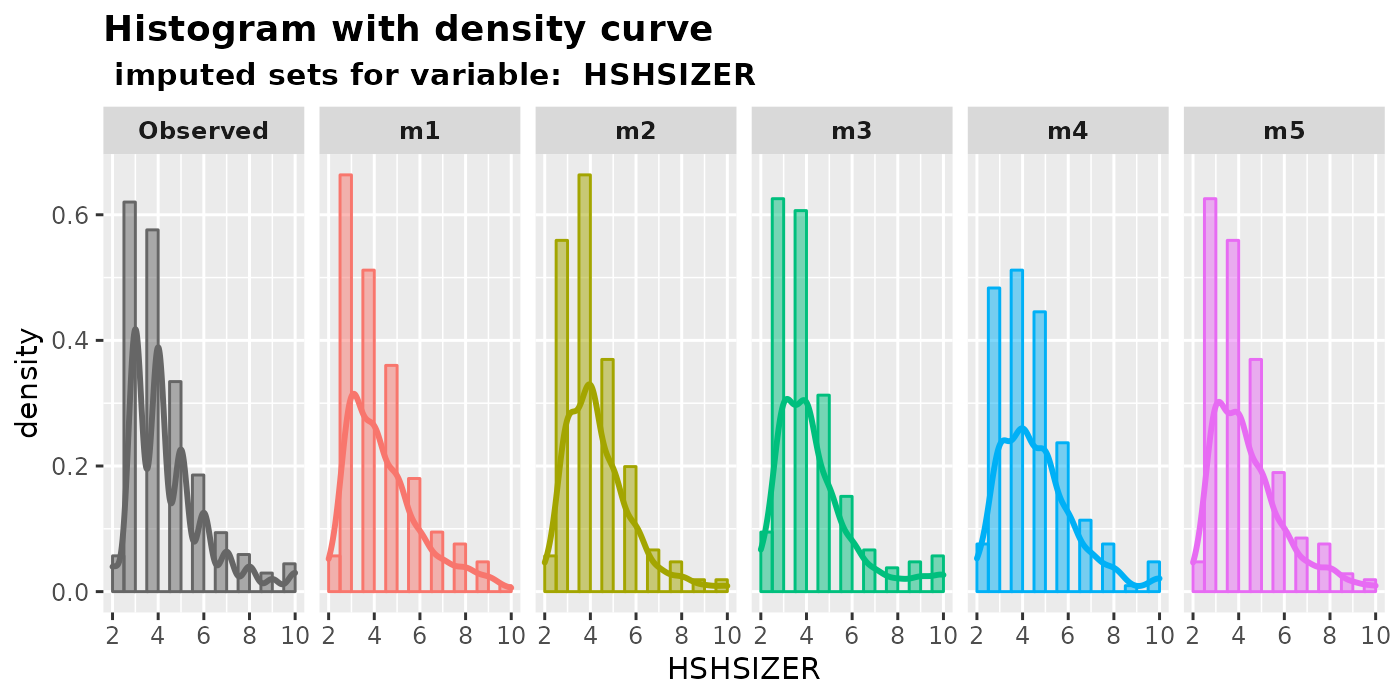 Histogram with density curve
imputed sets for variable:  HSHSIZER
Observed m1 m2 m3 m4 m5
0.6
0.4
0.2
0.0
density
2 4 6 8 10 2 4 6 8 10 2 4 6 8 10 2 4 6 8 10 2 4 6 8 10 2 4 6 8 10
HSHSIZER